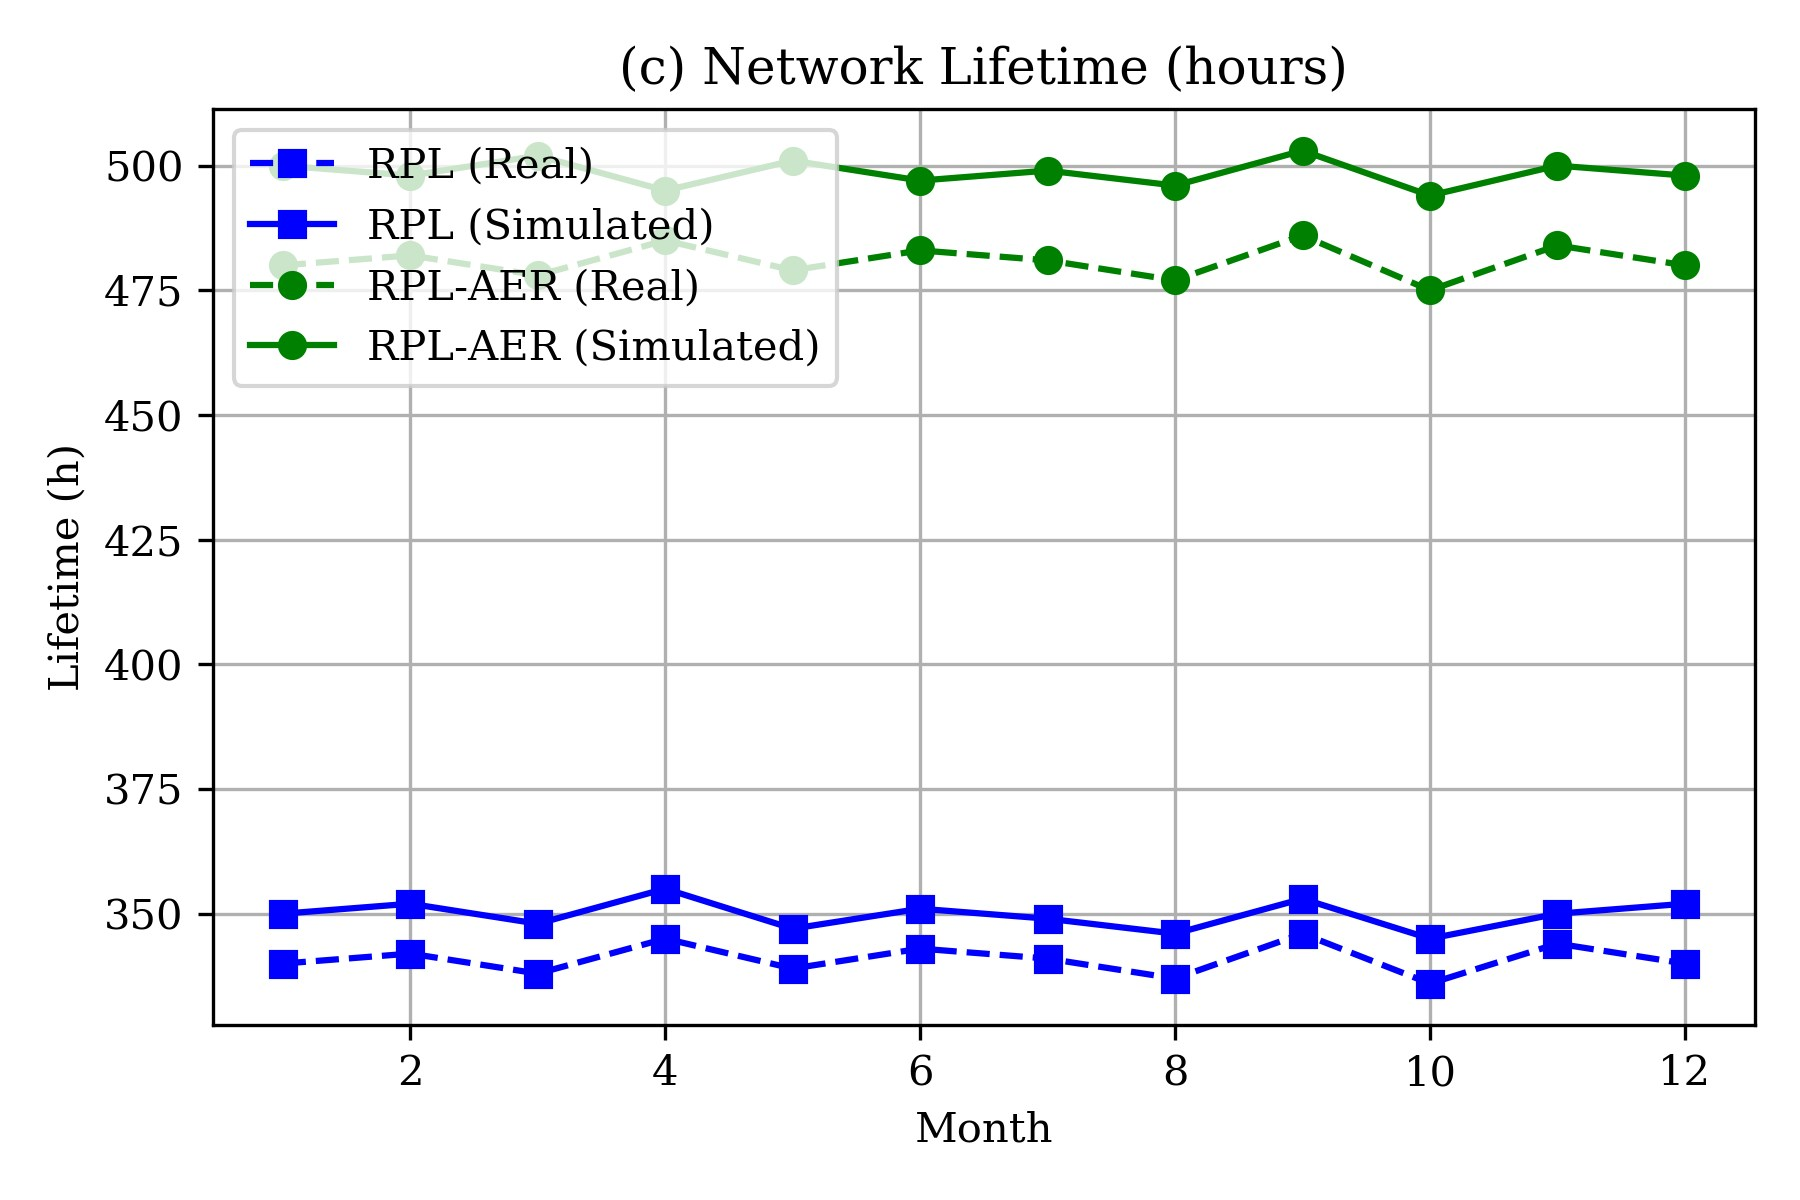 (c) Network Lifetime (hours)
RPL (Real)
RPL (Simulated)
RPL-AER (Real)
RPL-AER (Simulated)
Lifetime (h)
500
475
450
425
400
375
350
2 4 6 8 10 12
Month